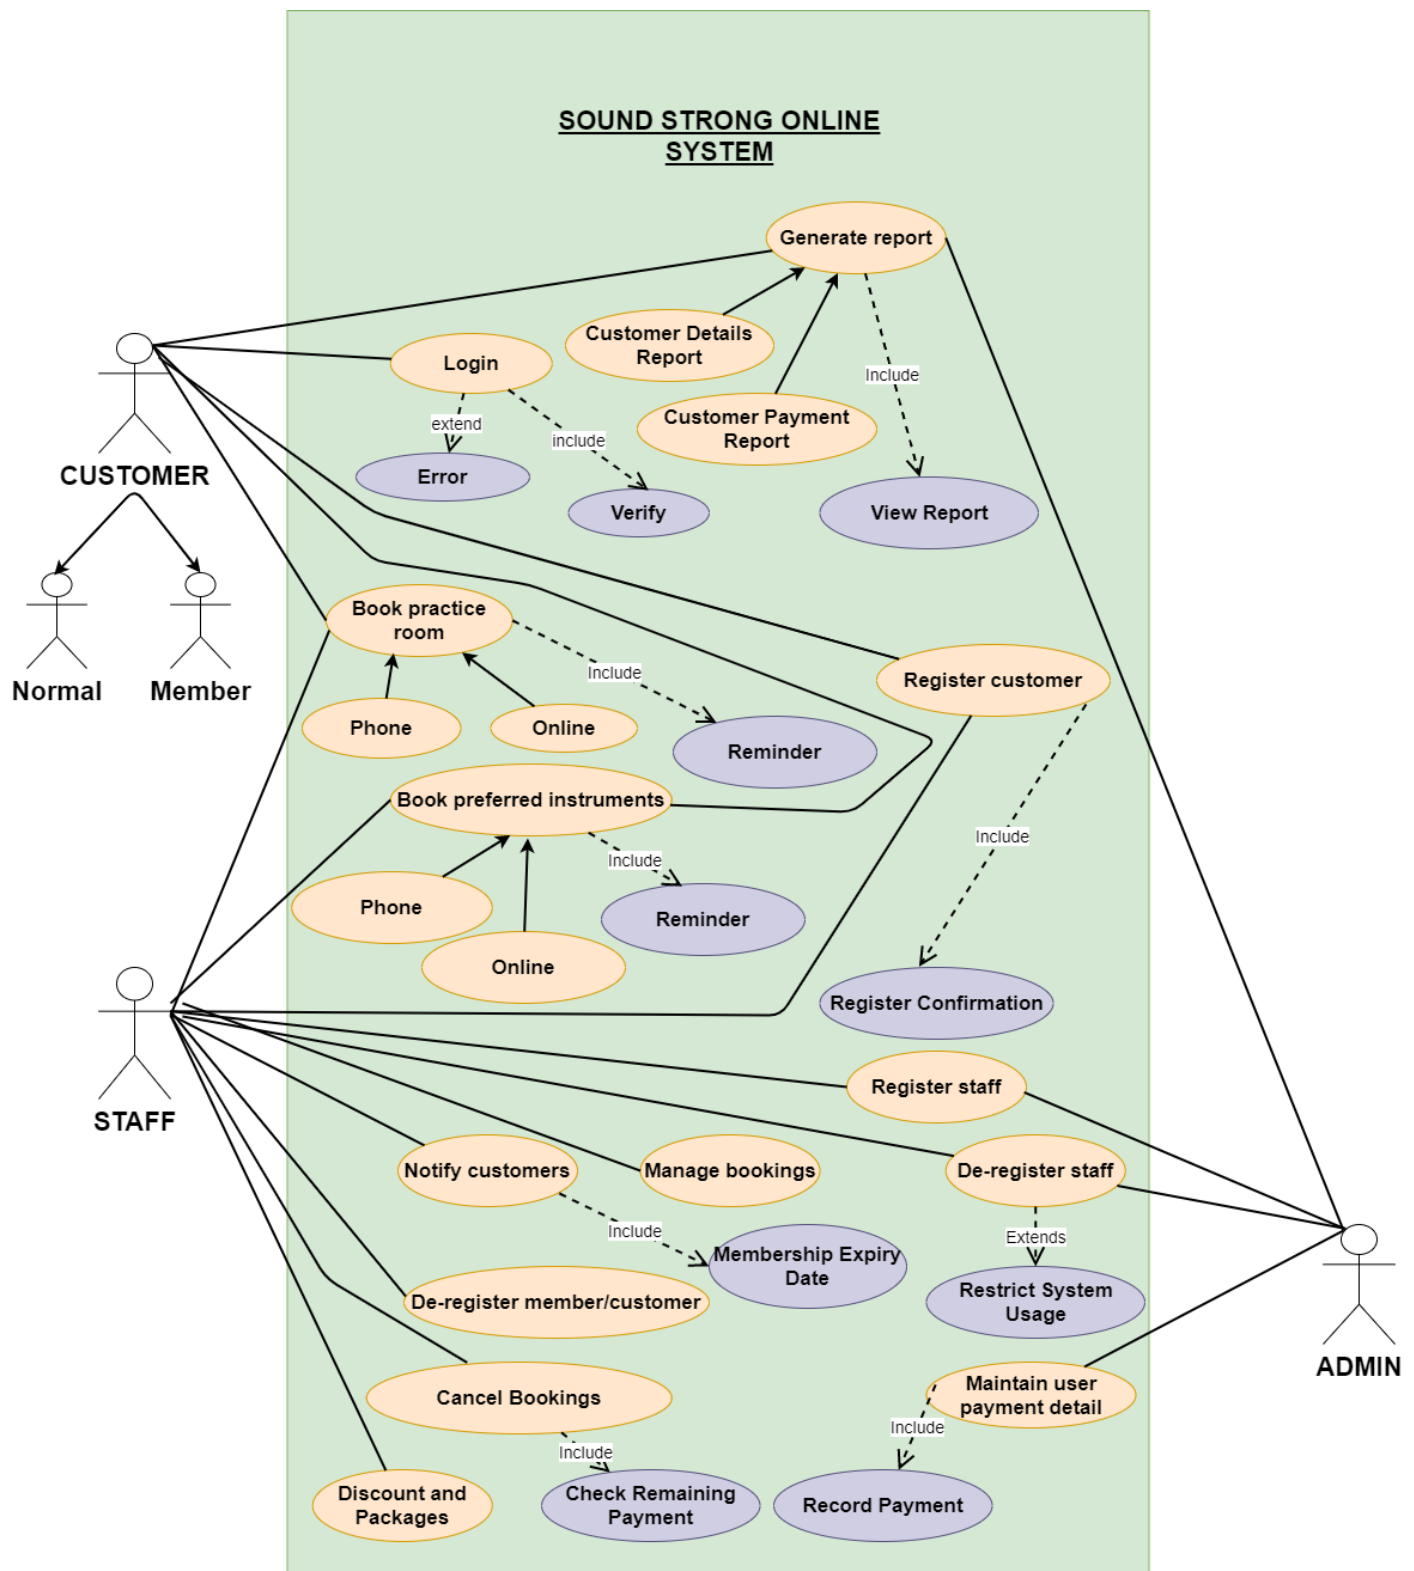 SOUND STRONG ONLINE
SYSTEM
Generate report
Customer Details
Report
Login
Include
Customer Payment
Report
extend
include
CUSTOMER
Error
Verify
View Report
Book practice
room
Include
Register customer
Normal
Member
Phone
Online
Reminder
Book preferred instruments
Include
Include
Phone
Reminder
Online
Register Confirmation
STAFF
Register staff
Notify customers
Manage bookings
De-register staff
Include
Extends
Membership Expiry
Date
De-register member/customer
Restrict System
Usage
ADMIN
Cancel Bookings
Maintain user
payment detail
Include
Include
Discount and
Packages
Check Remaining
Payment
Record Payment